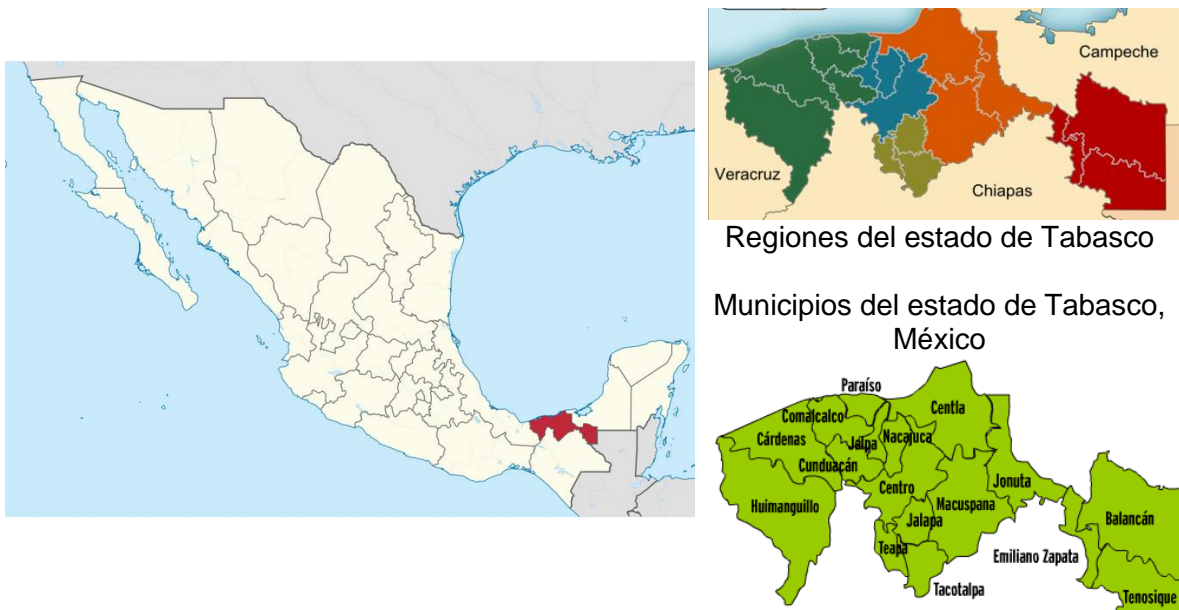 Campeche
Veracruz
Chiapas
Regiones del estado de Tabasco
Municipios del estado de Tabasco,
México
Paraíso
Centla
Comalcalco
Cárdenas
Jalpa
Nacajuca
Cunduacán
Centro
Jonuta
Huimanguillo
Macuspana
Jalapa
Balancán
Teapa
Emiliano Zapata
Tacotalpa
Tenosique